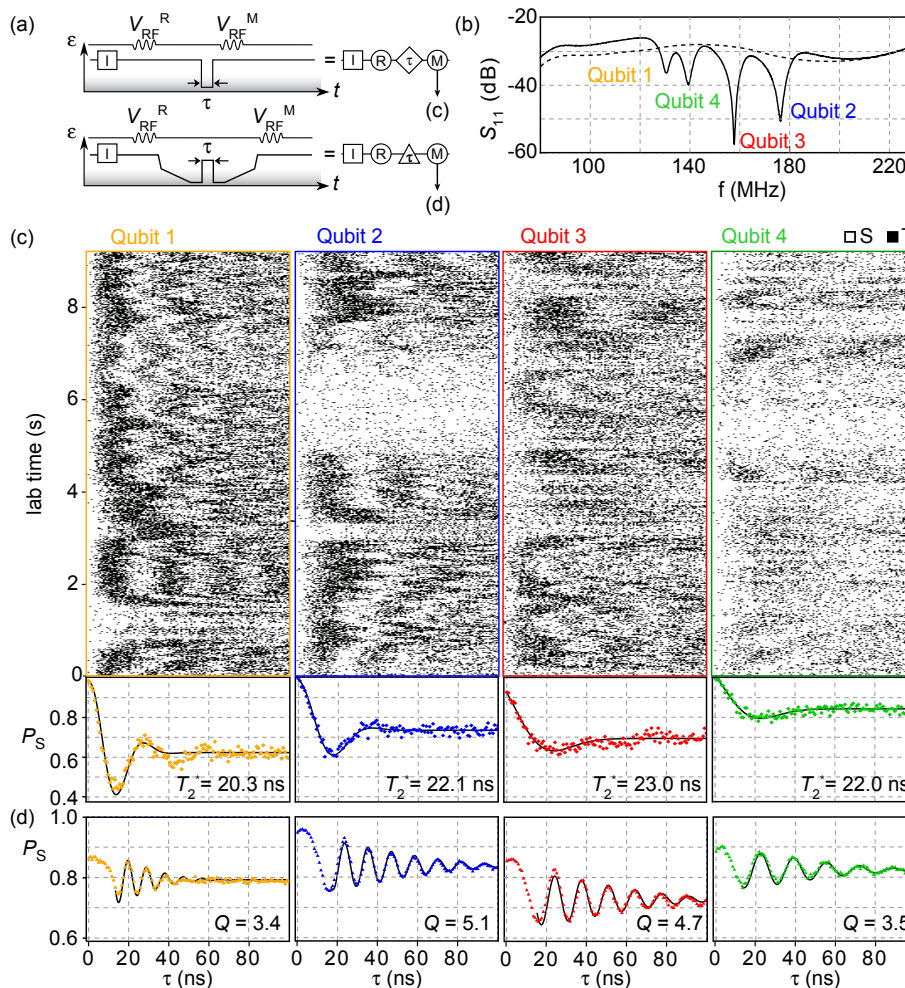 (a)
V_RF^R V_RF^M
ε
I
τ
t
= I R τ M
(c)
V_RF^R V_RF^M
ε
I
τ
t
= I R τ M
(d)
(b)
-20
-40
-60
S_11 (dB)
Qubit 1
Qubit 4
Qubit 2
Qubit 3
100 140 180 220
f (MHz)
(c)
Qubit 1 Qubit 2 Qubit 3 Qubit 4 S T
8
6
4
2
0
lab time (s)
0.8
0.6
0.4
P_S
T_2^* = 20.3 ns T_2^* = 22.1 ns T_2^* = 23.0 ns T_2^* = 22.0 ns
(d)
1.0
0.8
0.6
P_S
Q = 3.4 Q = 5.1 Q = 4.7 Q = 3.5
0 20 40 60 80 0 20 40 60 80 0 20 40 60 80 0 20 40 60 80
τ (ns) τ (ns) τ (ns) τ (ns)